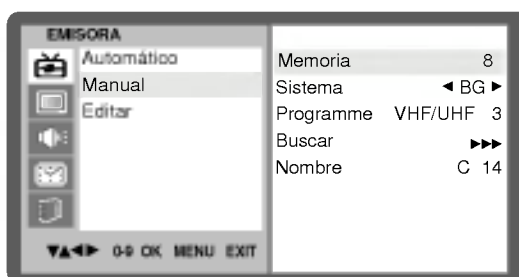 EMISORA
Automático
Manual
Editar
▼▲◄► 0-9 OK MENU EXIT
Memoria 8
Sistema ◄ BG ►
Programme VHF/UHF 3
Buscar ►►►
Nombre C 14